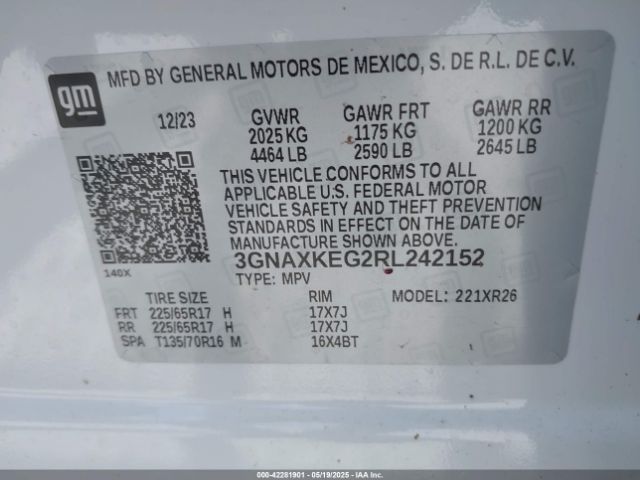 gm
MFD BY GENERAL MOTORS DE MEXICO, S. DE R.L. DE C.V.
12/23 GVWR GAWR FRT GAWR RR
2025 KG 1175 KG 1200 KG
4464 LB 2590 LB 2645 LB
THIS VEHICLE CONFORMS TO ALL
APPLICABLE U.S. FEDERAL MOTOR
VEHICLE SAFETY AND THEFT PREVENTION
STANDARDS IN EFFECT ON THE DATE OF
MANUFACTURE SHOWN ABOVE.
3GNAXKEG2RL242152
140X
TYPE: MPV
TIRE SIZE RIM MODEL: 221XR26
FRT 225/65R17 H 17X7J
RR 225/65R17 H 17X7J
SPA T135/70R16 M 16X4BT
000-42281901 - 05/19/2025 - Copyright IAA, LLC.